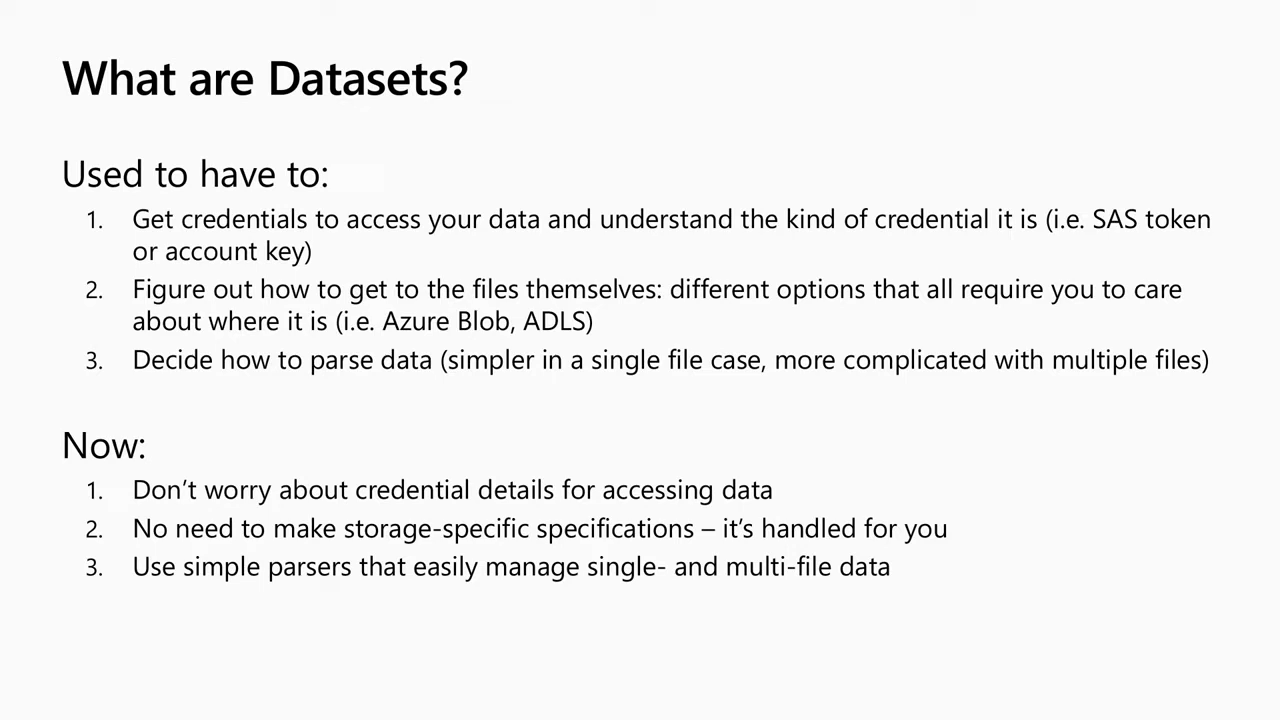 What are Datasets?
Used to have to:
1. Get credentials to access your data and understand the kind of credential it is (i.e. SAS token
or account key)
2. Figure out how to get to the files themselves: different options that all require you to care
about where it is (i.e. Azure Blob, ADLS)
3. Decide how to parse data (simpler in a single file case, more complicated with multiple files)
Now:
1. Don’t worry about credential details for accessing data
2. No need to make storage-specific specifications – it’s handled for you
3. Use simple parsers that easily manage single- and multi-file data